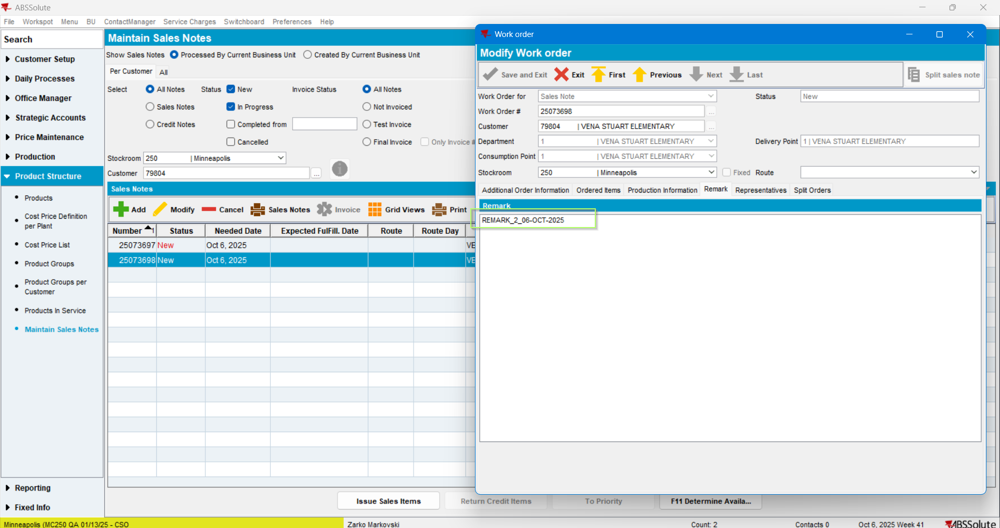 ABSSolute
File Workspot Menu BU ContactManager Service Charges Switchboard Preferences Help
Search
Customer Setup
Daily Processes
Office Manager
Strategic Accounts
Price Maintenance
Production
Product Structure
Products
Cost Price Definition
per Plant
Cost Price List
Product Groups
Product Groups per
Customer
Products In Service
Maintain Sales Notes
Reporting
Fixed Info
Maintain Sales Notes
Show Sales Notes Processed By Current Business Unit Created By Current Business Unit
Per Customer All
Select All Notes Status New Invoice Status All Notes
Sales Notes In Progress Not Invoiced
Credit Notes Completed from Test Invoice
Cancelled Final Invoice Only Invoice #
Stockroom 250 | Minneapolis
Customer 79804 ...
Sales Notes
Add Modify Cancel Sales Notes Invoice Grid Views Print
Number 1 Status Needed Date Expected FulFill. Date Route Route Day
25073697 New Oct 6, 2025 VE
25073698 New Oct 6, 2025 VE
Issue Sales Items Return Credit Items To Priority F11 Determine Availa...
Work order
Modify Work order
Save and Exit Exit First Previous Next Last Split sales note
Work Order for Sales Note Status New
Work Order # 25073698 ...
Customer 79804 | VENA STUART ELEMENTARY ...
Department 1 | VENA STUART ELEMENTARY Delivery Point 1 | VENA STUART ELEMENTARY
Consumption Point 1 | VENA STUART ELEMENTARY
Stockroom 250 | Minneapolis Fixed Route
Additional Order Information Ordered Items Production Information Remark Representatives Split Orders
Remark
REMARK_2_06-OCT-2025
Minneapolis (MC250 QA 01/13/25 - CSO Zarko Markovski Count: 2 Contacts 0 Oct 6, 2025 Week 41 ABSSolute